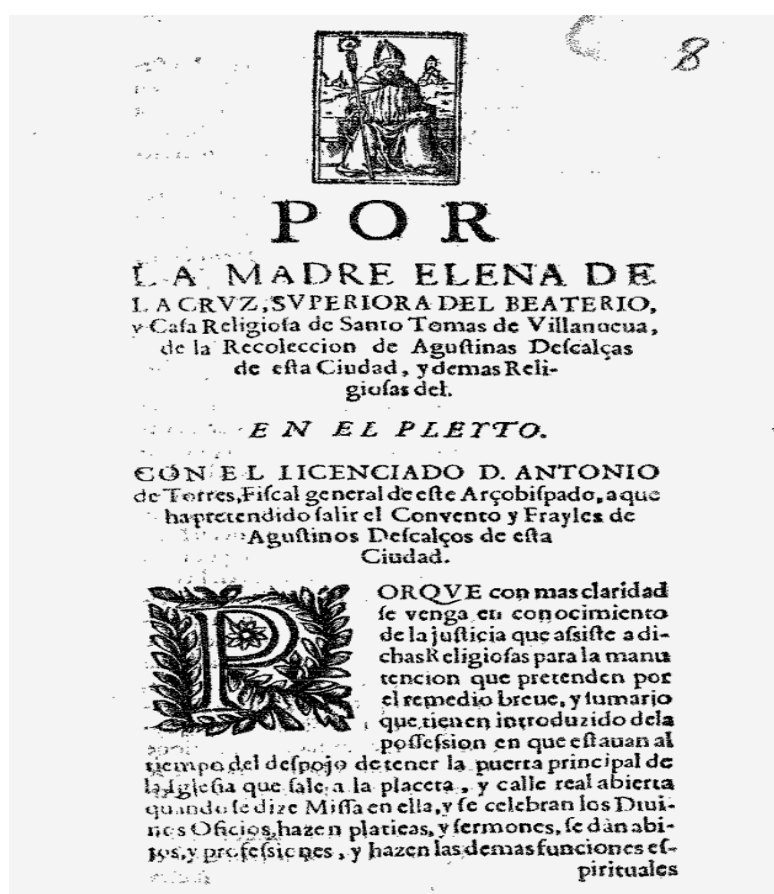 8
POR
LA MADRE ELENA DE
LA CRVZ, SVPERIORA DEL BEATERIO,
y Casa Religiosa de Santo Tomas de Villanueua,
de la Recoleccion de Agustinas Descalças
de esta Ciudad, y demas Reli-
giosas del.
EN EL PLEYTO.
CON EL LICENCIADO D. ANTONIO
de Torres, Fiscal general de este Arçobispado, a que
ha pretendido salir el Convento y Frayles de
Agustinos Descalços de esta
Ciudad.
PORQVE con mas claridad
se venga en conocimiento
de la justicia que assiste a di-
chas Religiosas para la manu
tencion que pretenden por
el remedio breue, y sumario
que tienen introduzido de la
possession en que estauan al
tiempo del despojo de tener la puerta principal de
la Iglesia que sale a la placeta, y calle real abierta
quando se dize Missa en ella, y se celebran los Diui-
nos Oficios, hazen platicas, y sermones, se dàn abi-
tos, y professiones, y hazen las demas funciones es-
pirituales